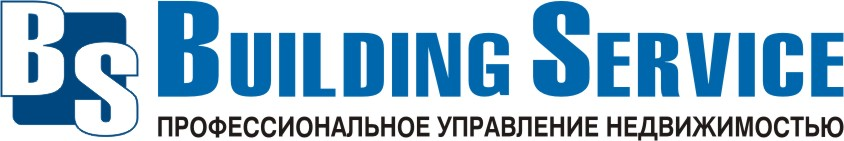 BS
BUILDING SERVICE
ПРОФЕССИОНАЛЬНОЕ УПРАВЛЕНИЕ НЕДВИЖИМОСТЬЮ